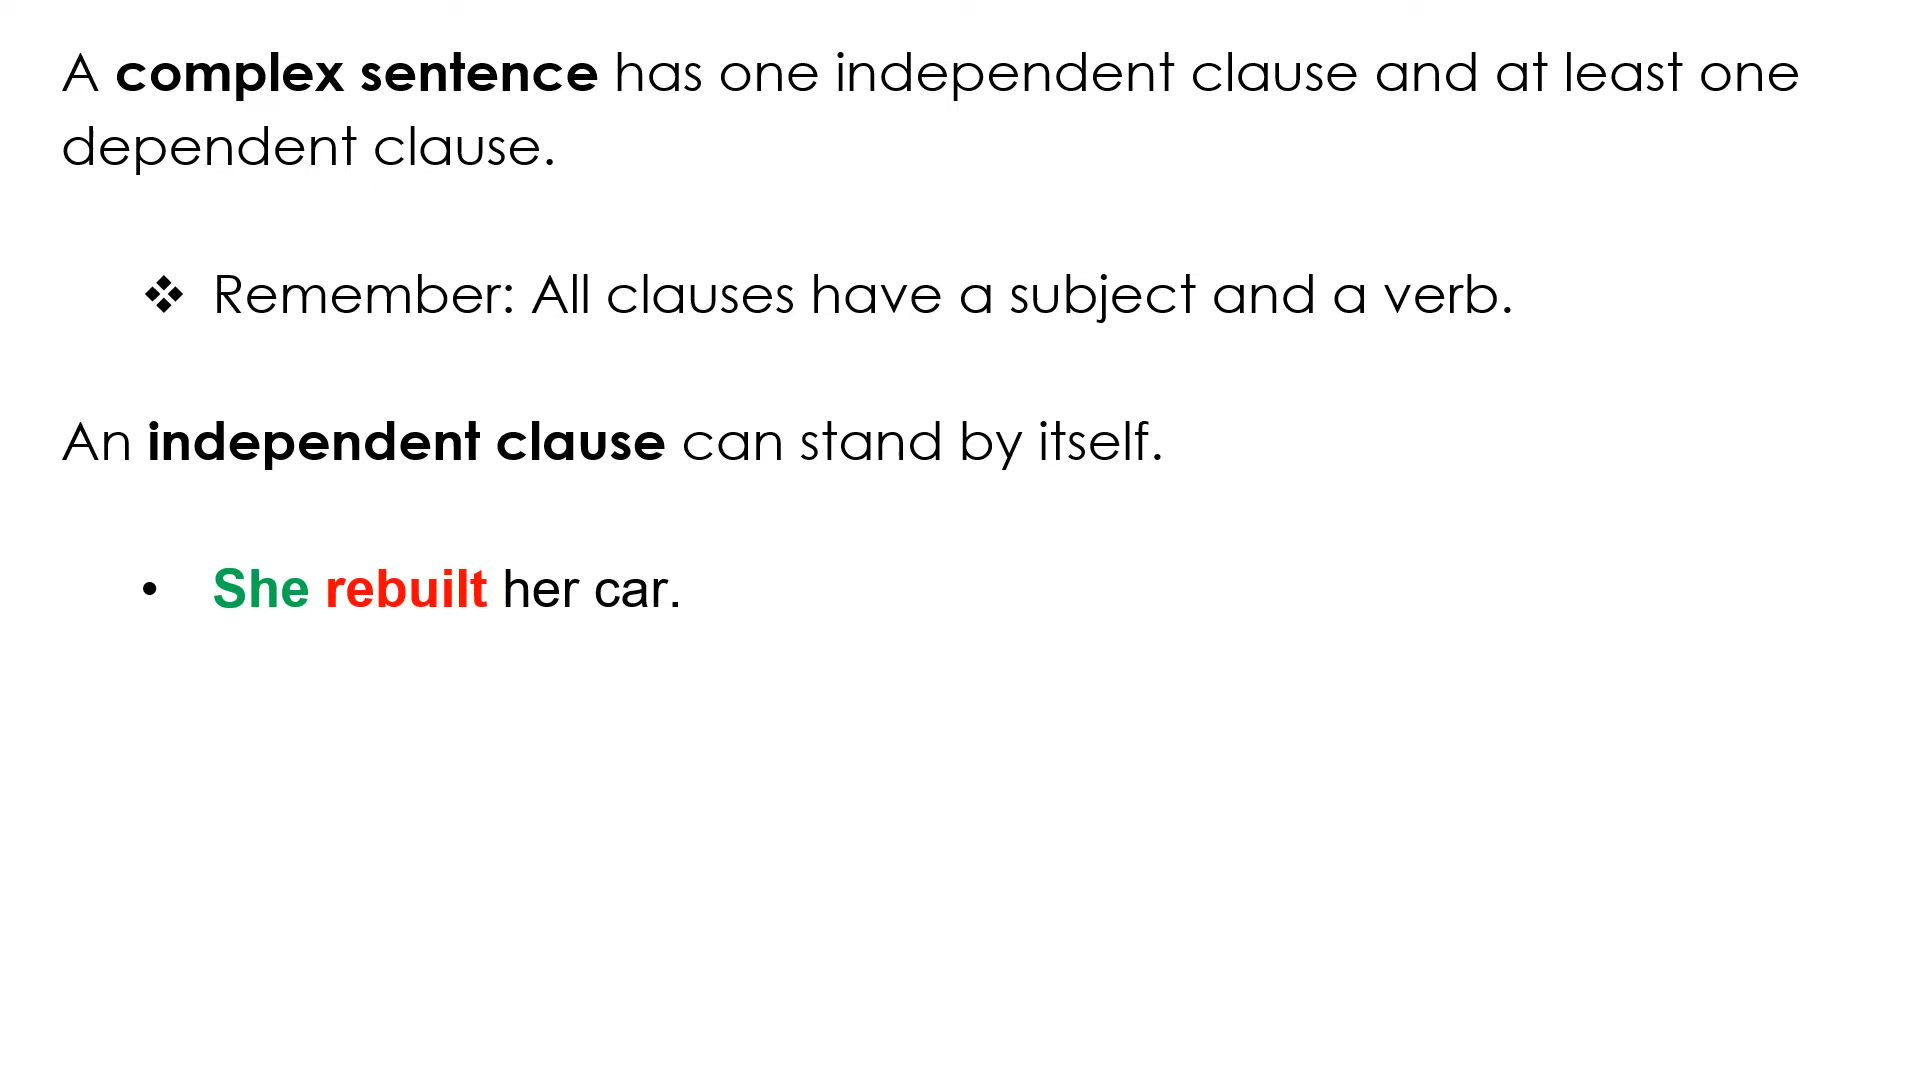 A complex sentence has one independent clause and at least one
dependent clause.
❖ Remember: All clauses have a subject and a verb.
An independent clause can stand by itself.
• She rebuilt her car.